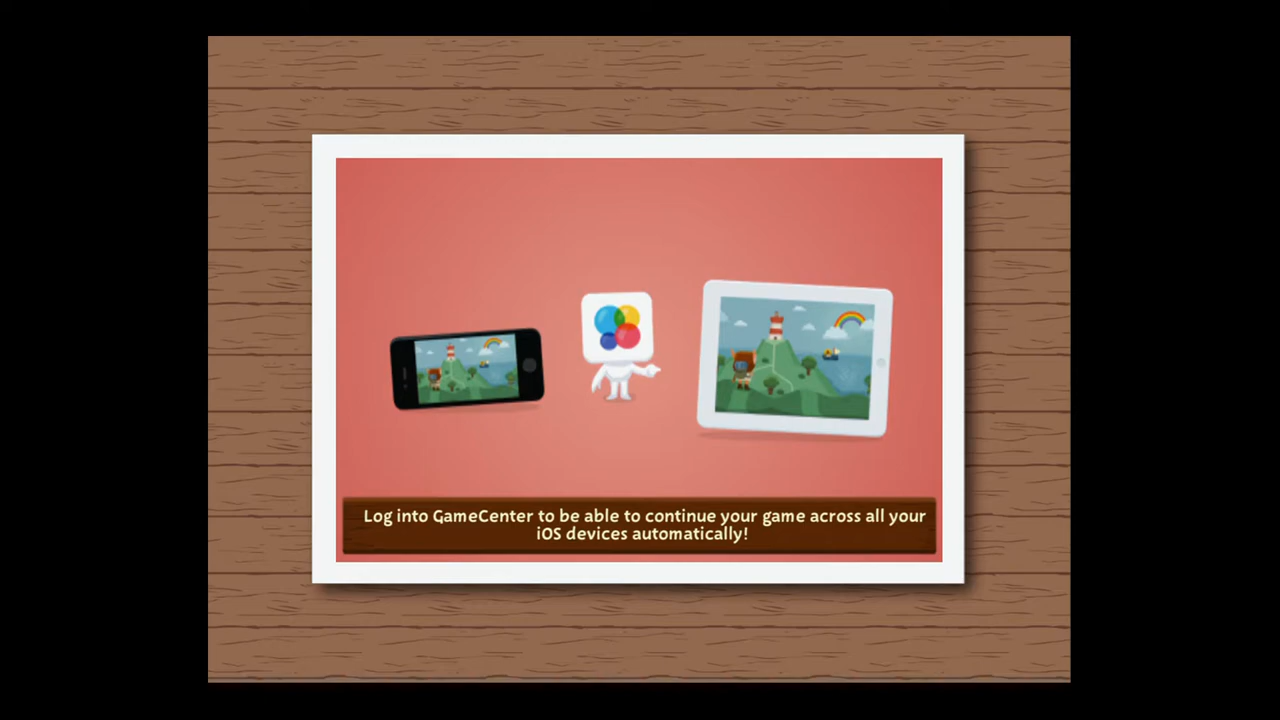 Log into GameCenter to be able to continue your game across all your
iOS devices automatically!